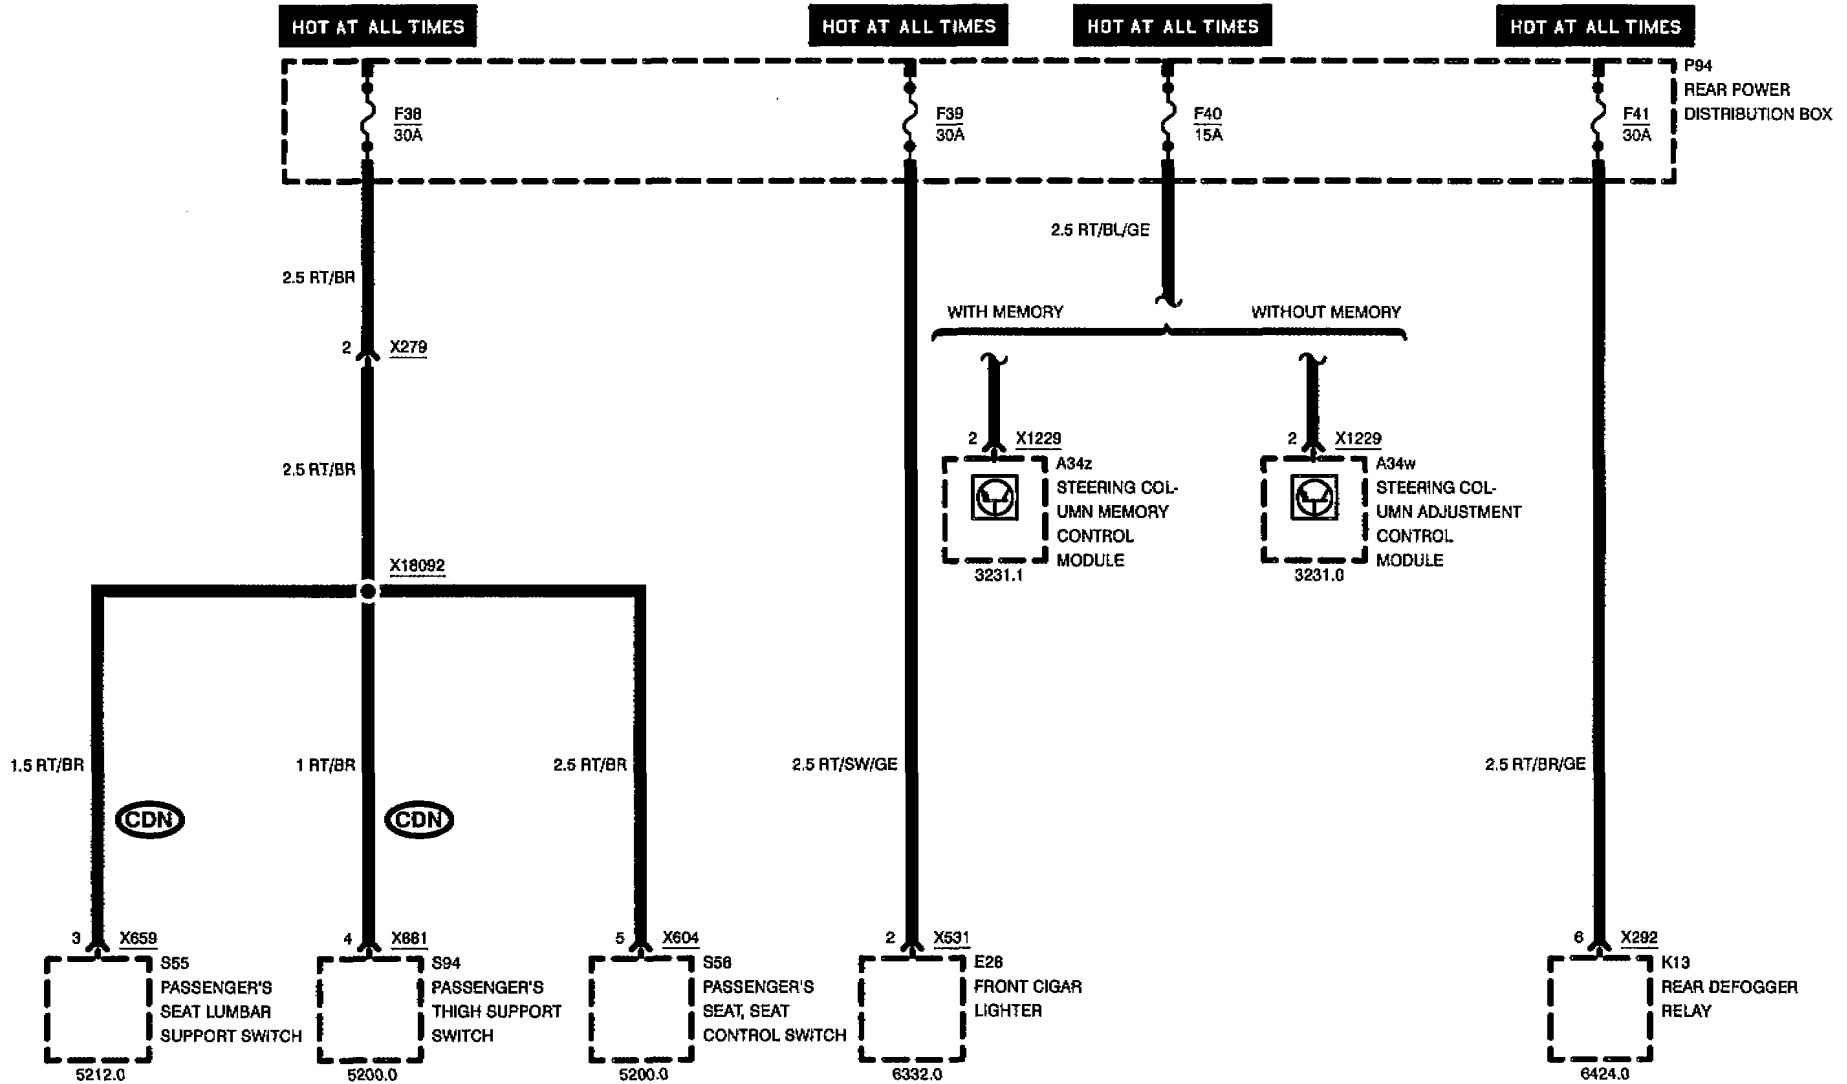 HOT AT ALL TIMES
HOT AT ALL TIMES
HOT AT ALL TIMES
HOT AT ALL TIMES
P94
REAR POWER
DISTRIBUTION BOX
F38
30A
F39
30A
F40
15A
F41
30A
2.5 RT/BL/GE
2.5 RT/BR
WITH MEMORY
WITHOUT MEMORY
2 X279
2 X1229
2 X1229
2.5 RT/BR
A34z
STEERING COL-
UMN MEMORY
CONTROL
MODULE
3231.1
A34w
STEERING COL-
UMN ADJUSTMENT
CONTROL
MODULE
3231.0
X18092
1.5 RT/BR
1 RT/BR
2.5 RT/BR
2.5 RT/SW/GE
2.5 RT/BR/GE
CDN
CDN
3 X659
4 X661
5 X604
2 X531
6 X292
S55
PASSENGER'S
SEAT LUMBAR
SUPPORT SWITCH
5212.0
S94
PASSENGER'S
THIGH SUPPORT
SWITCH
5200.0
S56
PASSENGER'S
SEAT, SEAT
CONTROL SWITCH
5200.0
E28
FRONT CIGAR
LIGHTER
6332.0
K13
REAR DEFOGGER
RELAY
6424.0